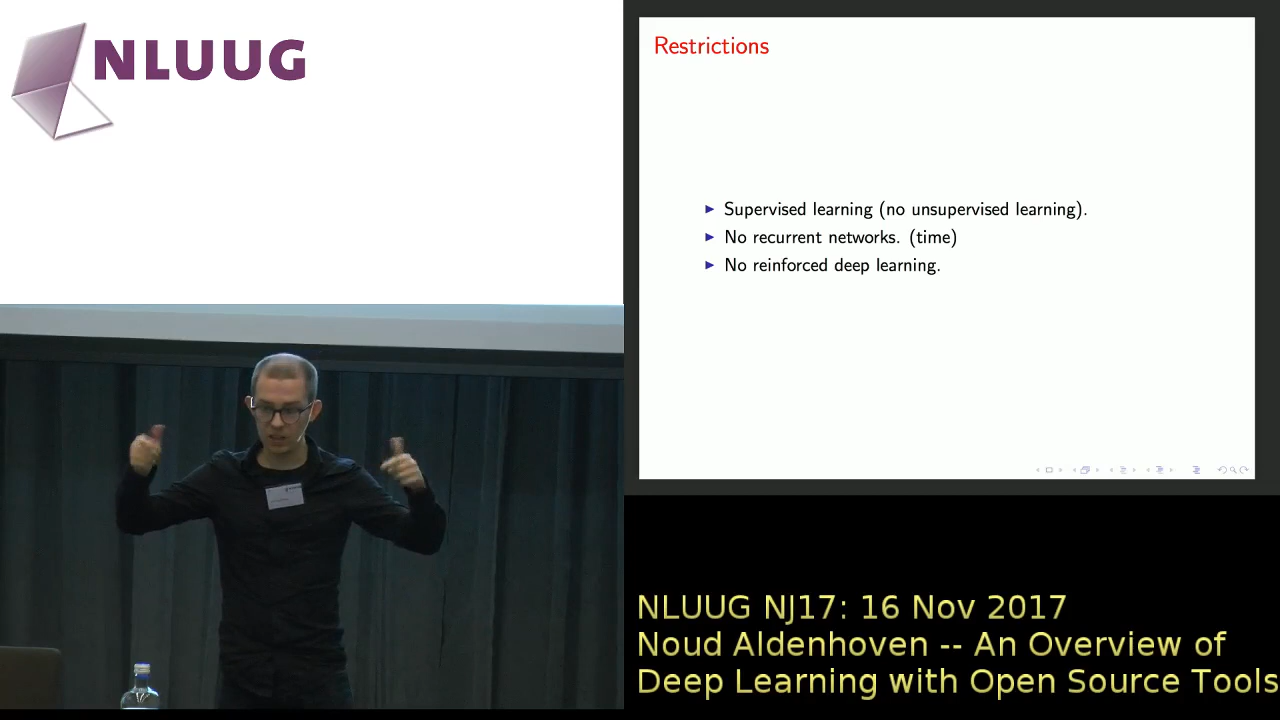 NLUUG
Restrictions
Supervised learning (no unsupervised learning).
No recurrent networks. (time)
No reinforced deep learning.
NLUUG NJ17: 16 Nov 2017
Noud Aldenhoven -- An Overview of
Deep Learning with Open Source Tools